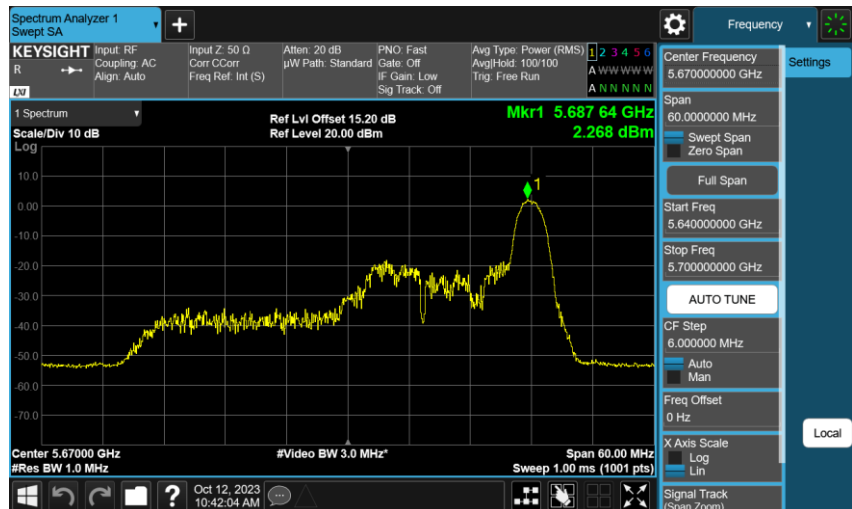 Spectrum Analyzer 1
Swept SA
Frequency
KEYSIGHT
R
LXI
Input: RF
Coupling: AC
Align: Auto
Input Z: 50 Ω
Corr CCorr
Freq Ref: Int (S)
Atten: 20 dB
µW Path: Standard
PNO: Fast
Gate: Off
IF Gain: Low
Sig Track: Off
Avg Type: Power (RMS)
Avg|Hold: 100/100
Trig: Free Run
1 2 3 4 5 6
A W W W W W
A N N N N N
1 Spectrum
Scale/Div 10 dB
Log
Ref Lvl Offset 15.20 dB
Ref Level 20.00 dBm
Mkr1 5.687 64 GHz
2.268 dBm
1
10.0
0.00
-10.0
-20.0
-30.0
-40.0
-50.0
-60.0
-70.0
Center 5.67000 GHz
#Res BW 1.0 MHz
#Video BW 3.0 MHz*
Span 60.00 MHz
Sweep 1.00 ms (1001 pts)
Oct 12, 2023
10:42:04 AM
Center Frequency
5.670000000 GHz
Span
60.0000000 MHz
Swept Span
Zero Span
Full Span
Start Freq
5.640000000 GHz
Stop Freq
5.700000000 GHz
AUTO TUNE
CF Step
6.000000 MHz
Auto
Man
Freq Offset
0 Hz
X Axis Scale
Log
Lin
Signal Track
(Span Zoom)
Settings
Local